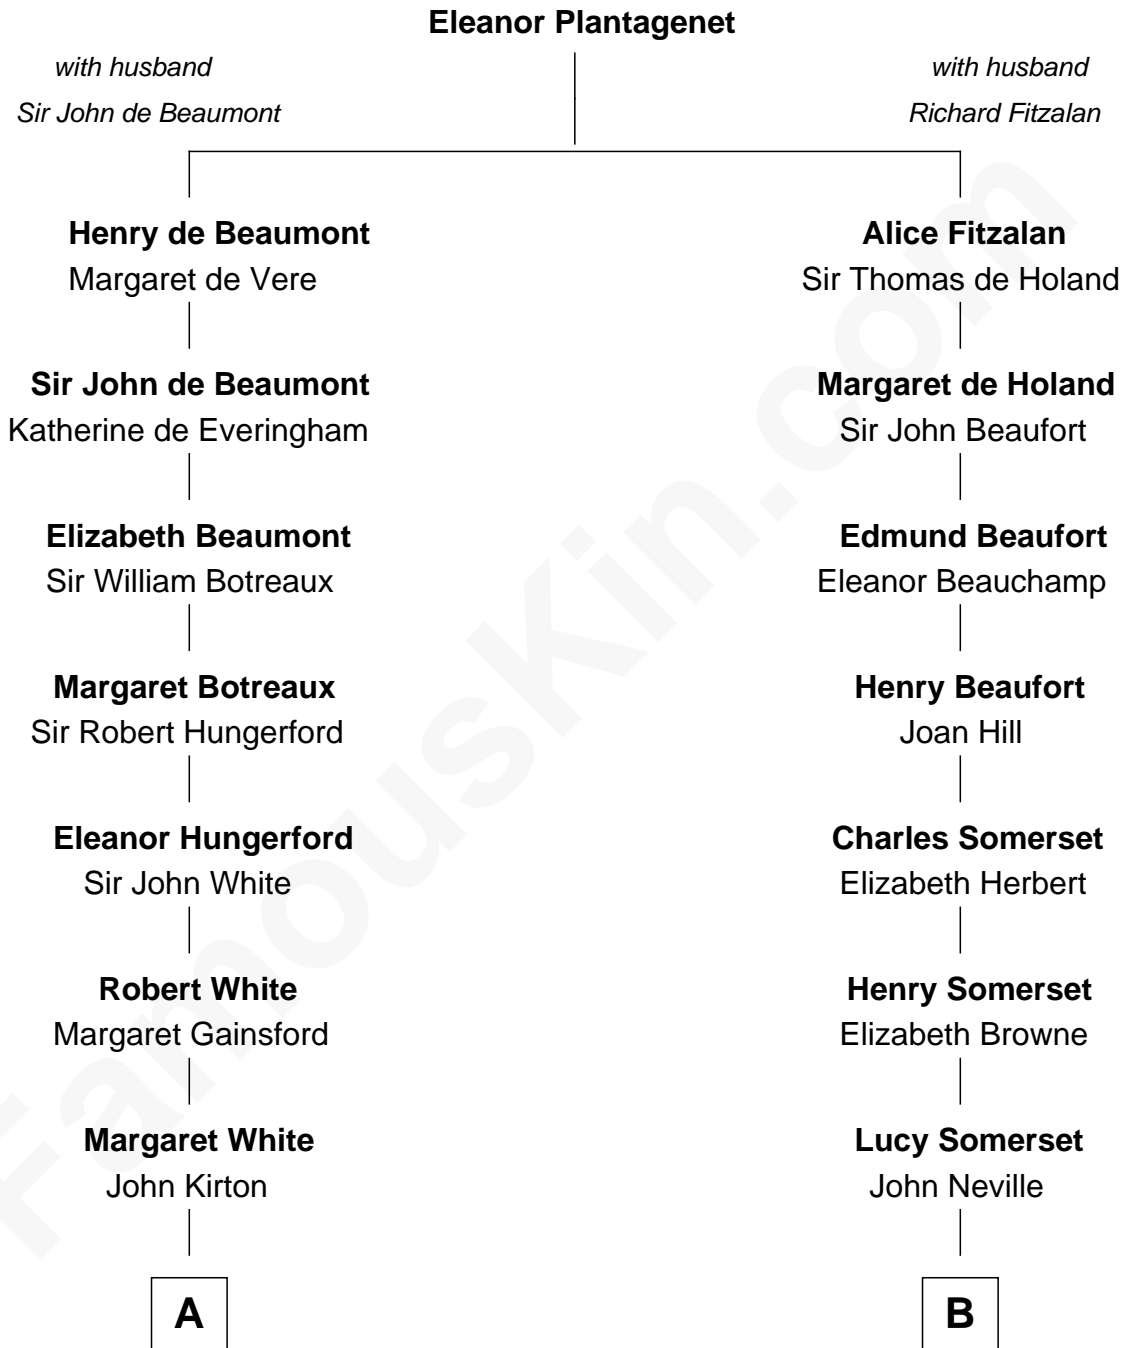 Eleanor Plantagenet
with husband
Sir John de Beaumont
with husband
Richard Fitzalan
Henry de Beaumont
Margaret de Vere
Alice Fitzalan
Sir Thomas de Holand
Sir John de Beaumont
Katherine de Everingham
Margaret de Holand
Sir John Beaufort
Elizabeth Beaumont
Sir William Botreaux
Edmund Beaufort
Eleanor Beauchamp
Margaret Botreaux
Sir Robert Hungerford
Henry Beaufort
Joan Hill
Eleanor Hungerford
Sir John White
Charles Somerset
Elizabeth Herbert
Robert White
Margaret Gainsford
Henry Somerset
Elizabeth Browne
Margaret White
John Kirton
Lucy Somerset
John Neville
A
B
FamousKin.com